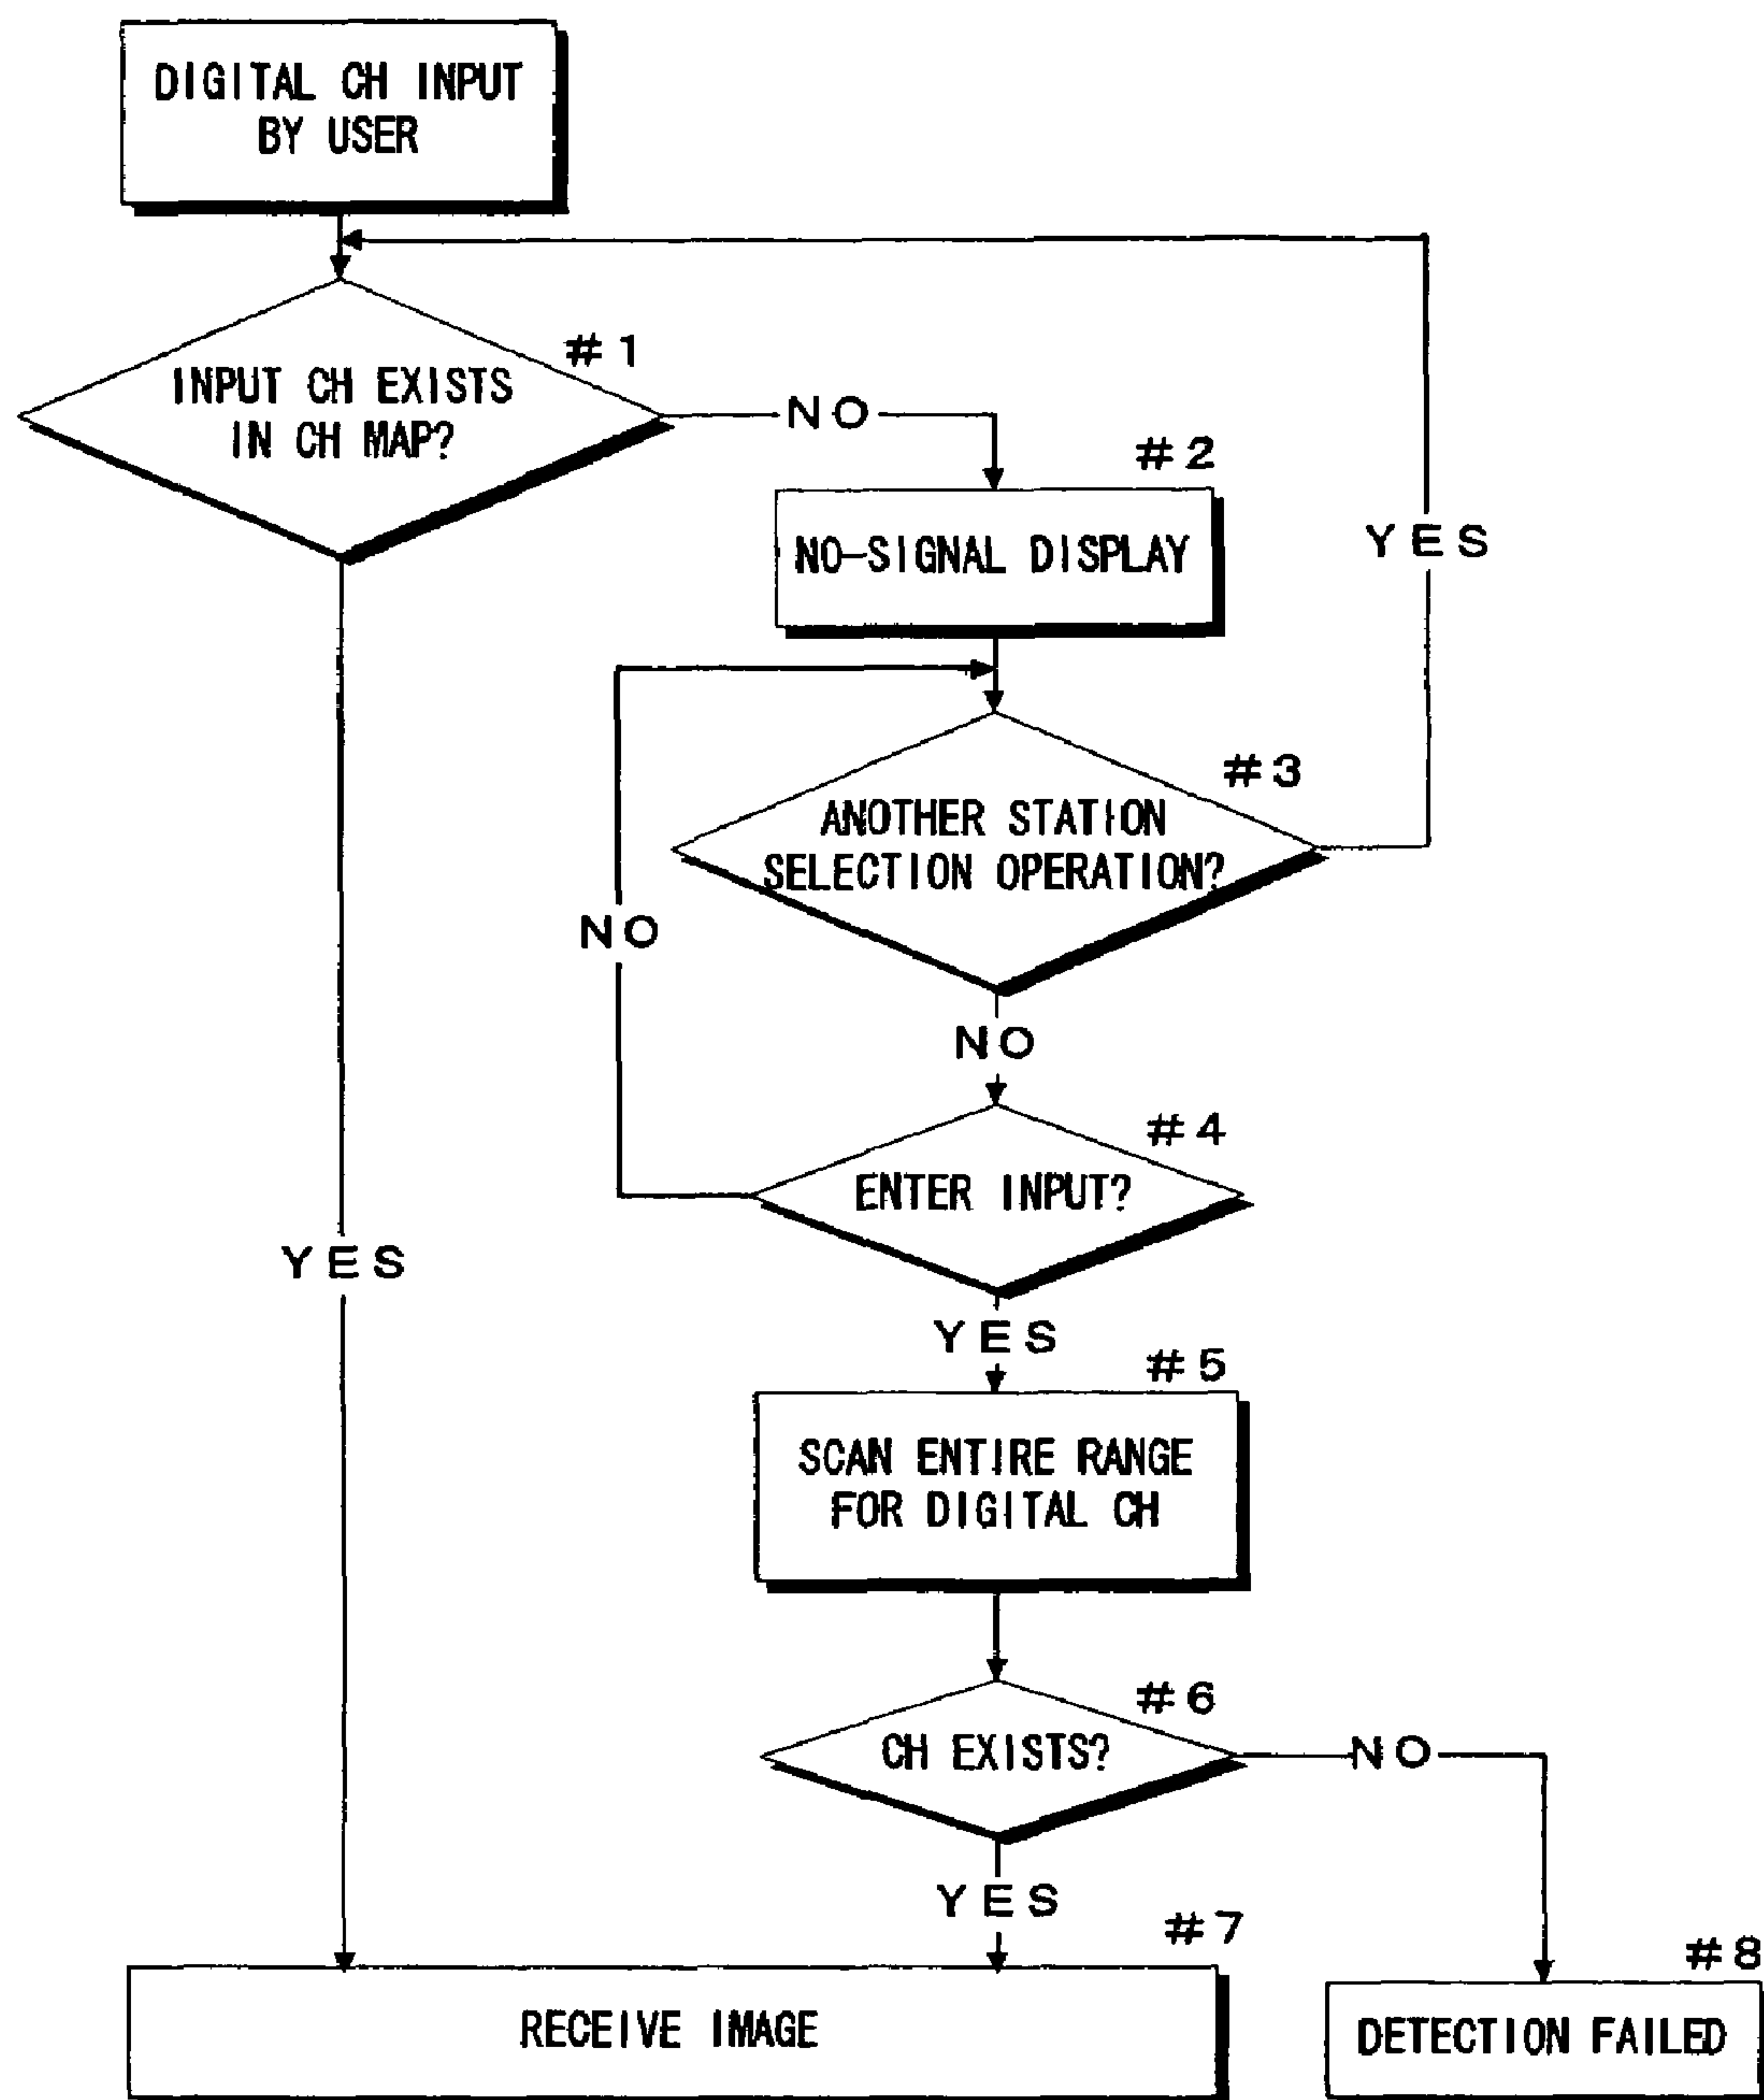 DIGITAL CH INPUT
BY USER
#1
INPUT CH EXISTS
IN CH MAP?
NO
#2
NO-SIGNAL DISPLAY
YES
#3
ANOTHER STATION
SELECTION OPERATION?
NO
NO
#4
ENTER INPUT?
YES
YES
#5
SCAN ENTIRE RANGE
FOR DIGITAL CH
#6
CH EXISTS?
NO
YES
#7
RECEIVE IMAGE
#8
DETECTION FAILED